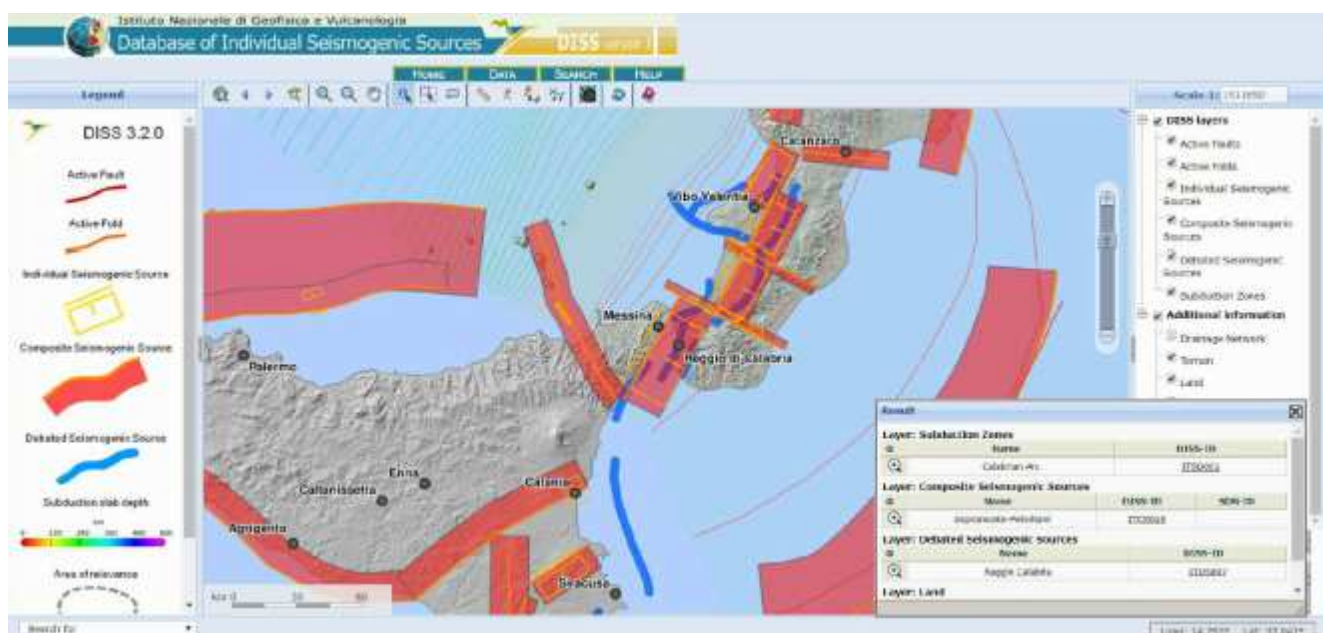 Istituto Nazionale di Geofisica e Vulcanologia
Database of Individual Seismogenic Sources
DISS
HOME DATA SEARCH HELP
Legend
DISS 3.2.0
Active Fault
Active Fold
Individual Seismogenic Source
Composite Seismogenic Source
Debated Seismogenic Source
Subduction slab depth
km
Area of relevance
Search for
Catanzaro
Vibo Valentia
Messina
Reggio di Calabria
Palermo
Enna
Caltanissetta
Catania
Agrigento
Siracusa
km 0
Scale 1:
DISS layers
Active Faults
Active Folds
Individual Seismogenic
Sources
Composite Seismogenic
Sources
Debated Seismogenic
Sources
Subduction Zones
Additional information
Drainage Network
Terrain
Land
Result
Layer: Subduction Zones
Name DISS-ID
Calabrian Arc
Layer: Composite Seismogenic Sources
Name DISS-ID
Layer: Debated Seismogenic Sources
Name DISS-ID
Reggio Calabria
Layer: Land